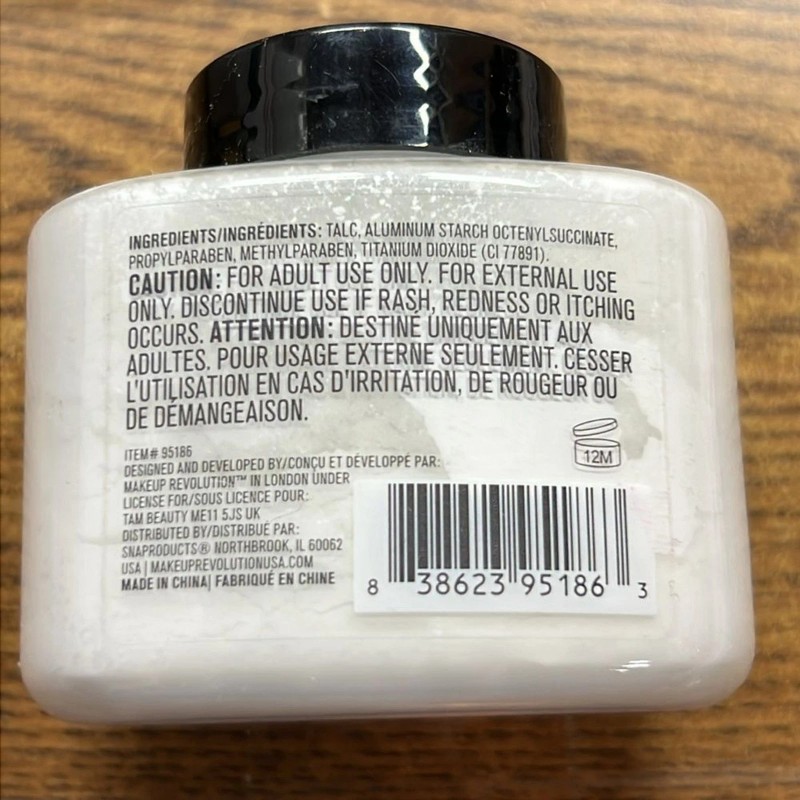 INGREDIENTS/INGRÉDIENTS: TALC, ALUMINUM STARCH OCTENYLSUCCINATE,
PROPYLPARABEN, METHYLPARABEN, TITANIUM DIOXIDE (CI 77891).
CAUTION: FOR ADULT USE ONLY. FOR EXTERNAL USE
ONLY. DISCONTINUE USE IF RASH, REDNESS OR ITCHING
OCCURS. ATTENTION: DESTINÉ UNIQUEMENT AUX
ADULTES. POUR USAGE EXTERNE SEULEMENT. CESSER
L'UTILISATION EN CAS D'IRRITATION, DE ROUGEUR OU
DE DÉMANGEAISON.
12M
ITEM# 95186
DESIGNED AND DEVELOPED BY/CONÇU ET DÉVELOPPÉ PAR:
MAKEUP REVOLUTION™ IN LONDON UNDER
LICENSE FOR/SOUS LICENCE POUR:
TAM BEAUTY ME11 5JS UK
DISTRIBUTED BY/DISTRIBUÉ PAR:
SNAPRODUCTS® NORTHBROOK, IL 60062
USA | MAKEUPREVOLUTIONUSA.COM
MADE IN CHINA| FABRIQUÉ EN CHINE
8 38623 95186 3